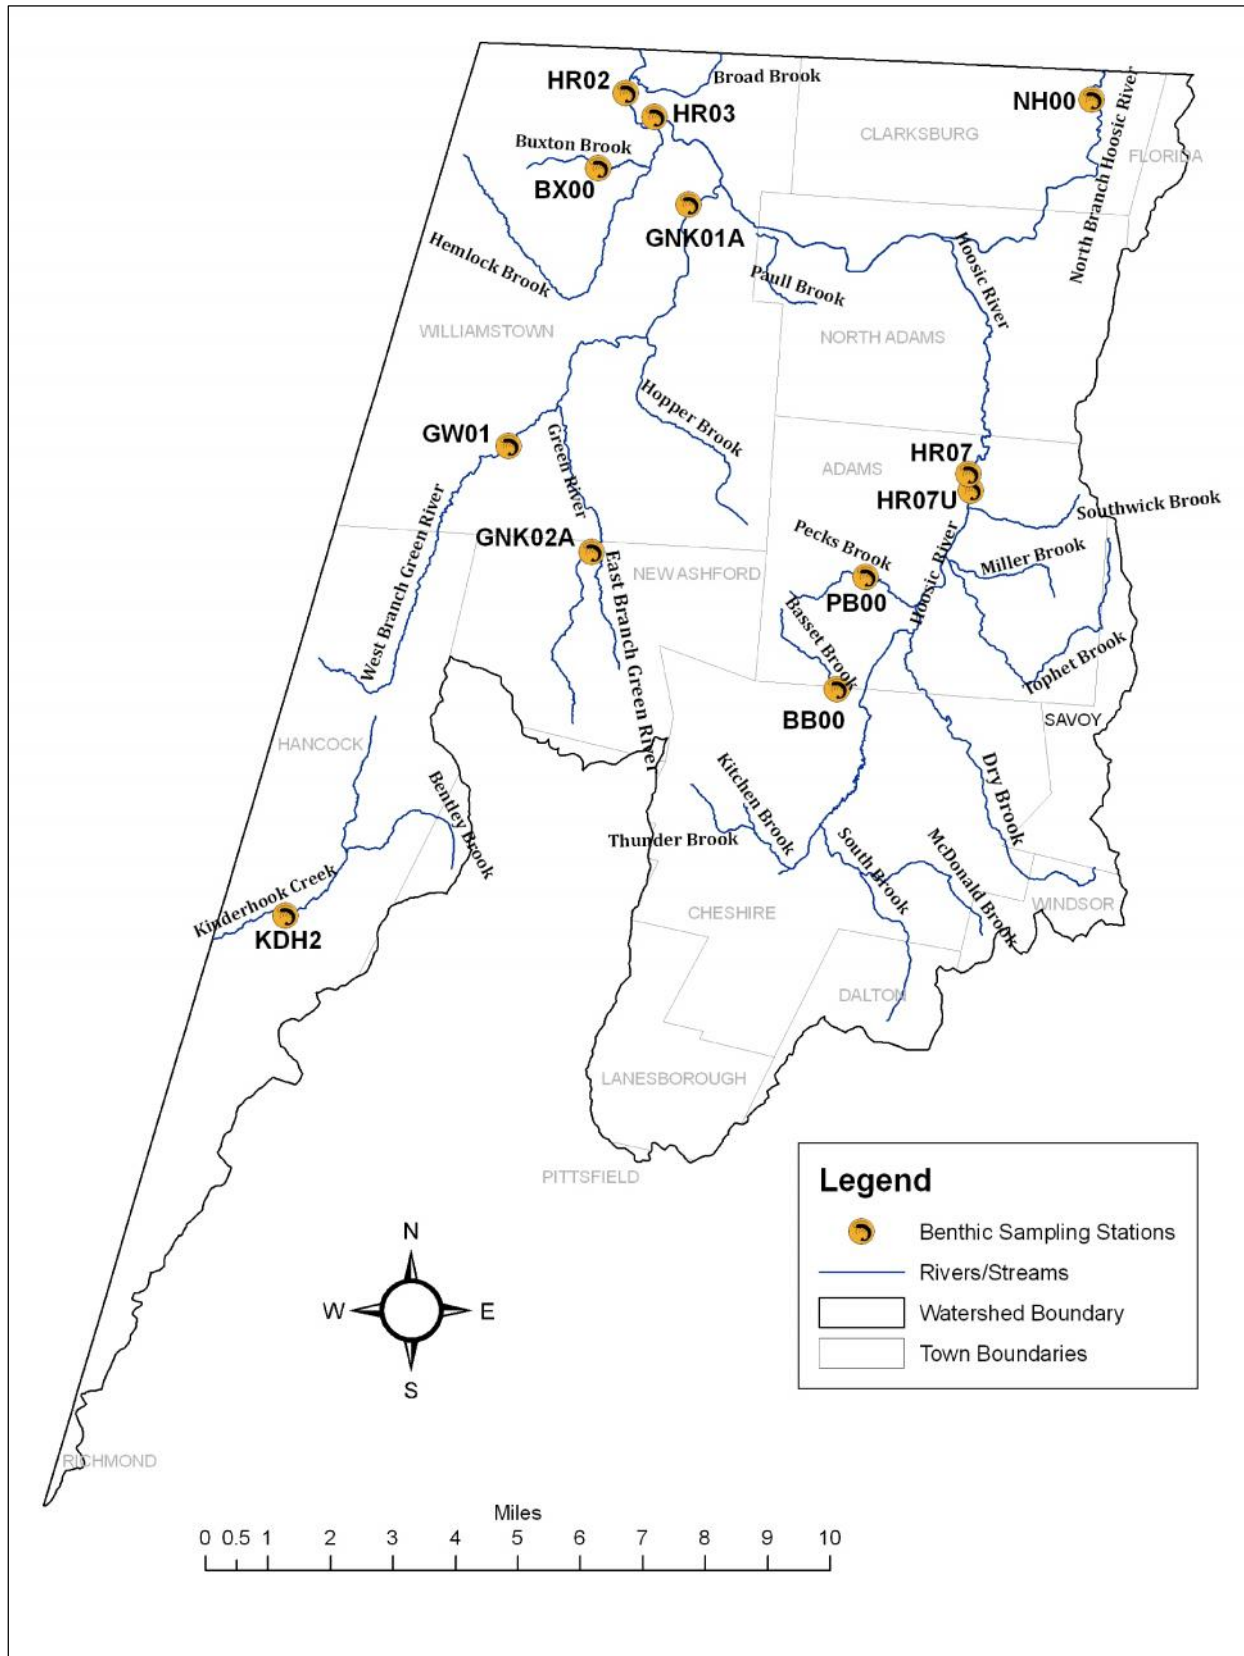 HR02
Broad Brook
NH00
HR03
CLARKSBURG
North Branch Hoosic River
FLORIDA
Buxton Brook
BX00
GNK01A
Hemlock Brook
Paull Brook
Hoosic River
WILLIAMSTOWN
NORTH ADAMS
Hopper Brook
GW01
Green River
ADAMS
HR07
HR07U
Southwick Brook
West Branch Green River
GNK02A
NEW ASHFORD
Pecks Brook
Hoosic River
Miller Brook
East Branch Green River
PB00
Basset Brook
Tophet Brook
BB00
SAVOY
HANCOCK
Bentley Brook
Kitchen Brook
Dry Brook
Thunder Brook
South Brook
McDonald Brook
Kinderhook Creek
KDH2
CHESHIRE
WINDSOR
DALTON
LANESBOROUGH
PITTSFIELD
Legend
Benthic Sampling Stations
Rivers/Streams
Watershed Boundary
Town Boundaries
N
W E
S
RICHMOND
Miles
0 0.5 1 2 3 4 5 6 7 8 9 10